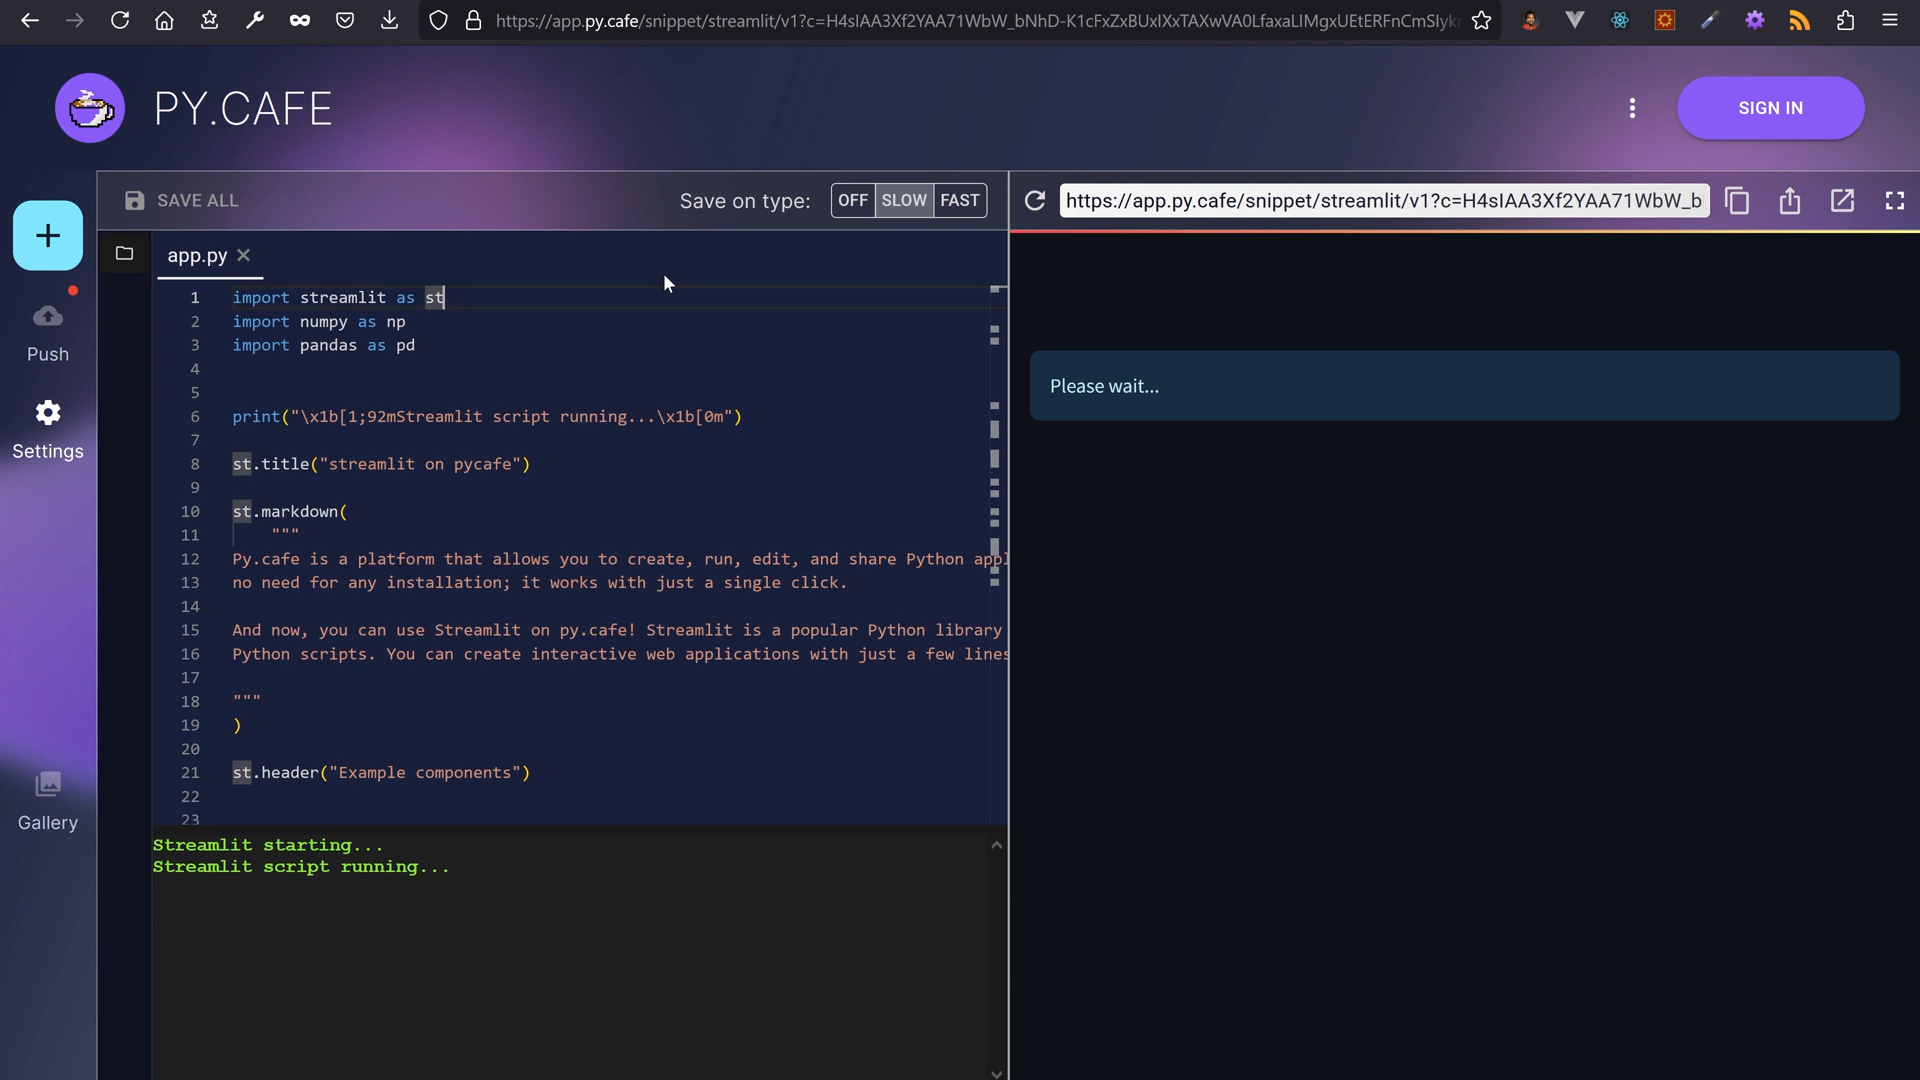 https://app.py.cafe/snippet/streamlit/v1?c=H4sIAA3Xf2YAA71WbW_bNhD-K1cFxZxBUxIXxTAXwVA0LfaxaLIMgxUEtERFnCmSIykr
PY.CAFE
SIGN IN
SAVE ALL
Save on type:
OFF SLOW FAST
https://app.py.cafe/snippet/streamlit/v1?c=H4sIAA3Xf2YAA71WbW_b
+
app.py
Push
Settings
Gallery
1 import streamlit as st
2 import numpy as np
3 import pandas as pd
4
5
6 print("\x1b[1;92mStreamlit script running...\x1b[0m")
7
8 st.title("streamlit on pycafe")
9
10 st.markdown(
11 """
12 Py.cafe is a platform that allows you to create, run, edit, and share Python appl
13 no need for any installation; it works with just a single click.
14
15 And now, you can use Streamlit on py.cafe! Streamlit is a popular Python library
16 Python scripts. You can create interactive web applications with just a few lines
17
18 """
19 )
20
21 st.header("Example components")
22
23
Streamlit starting...
Streamlit script running...
Please wait...